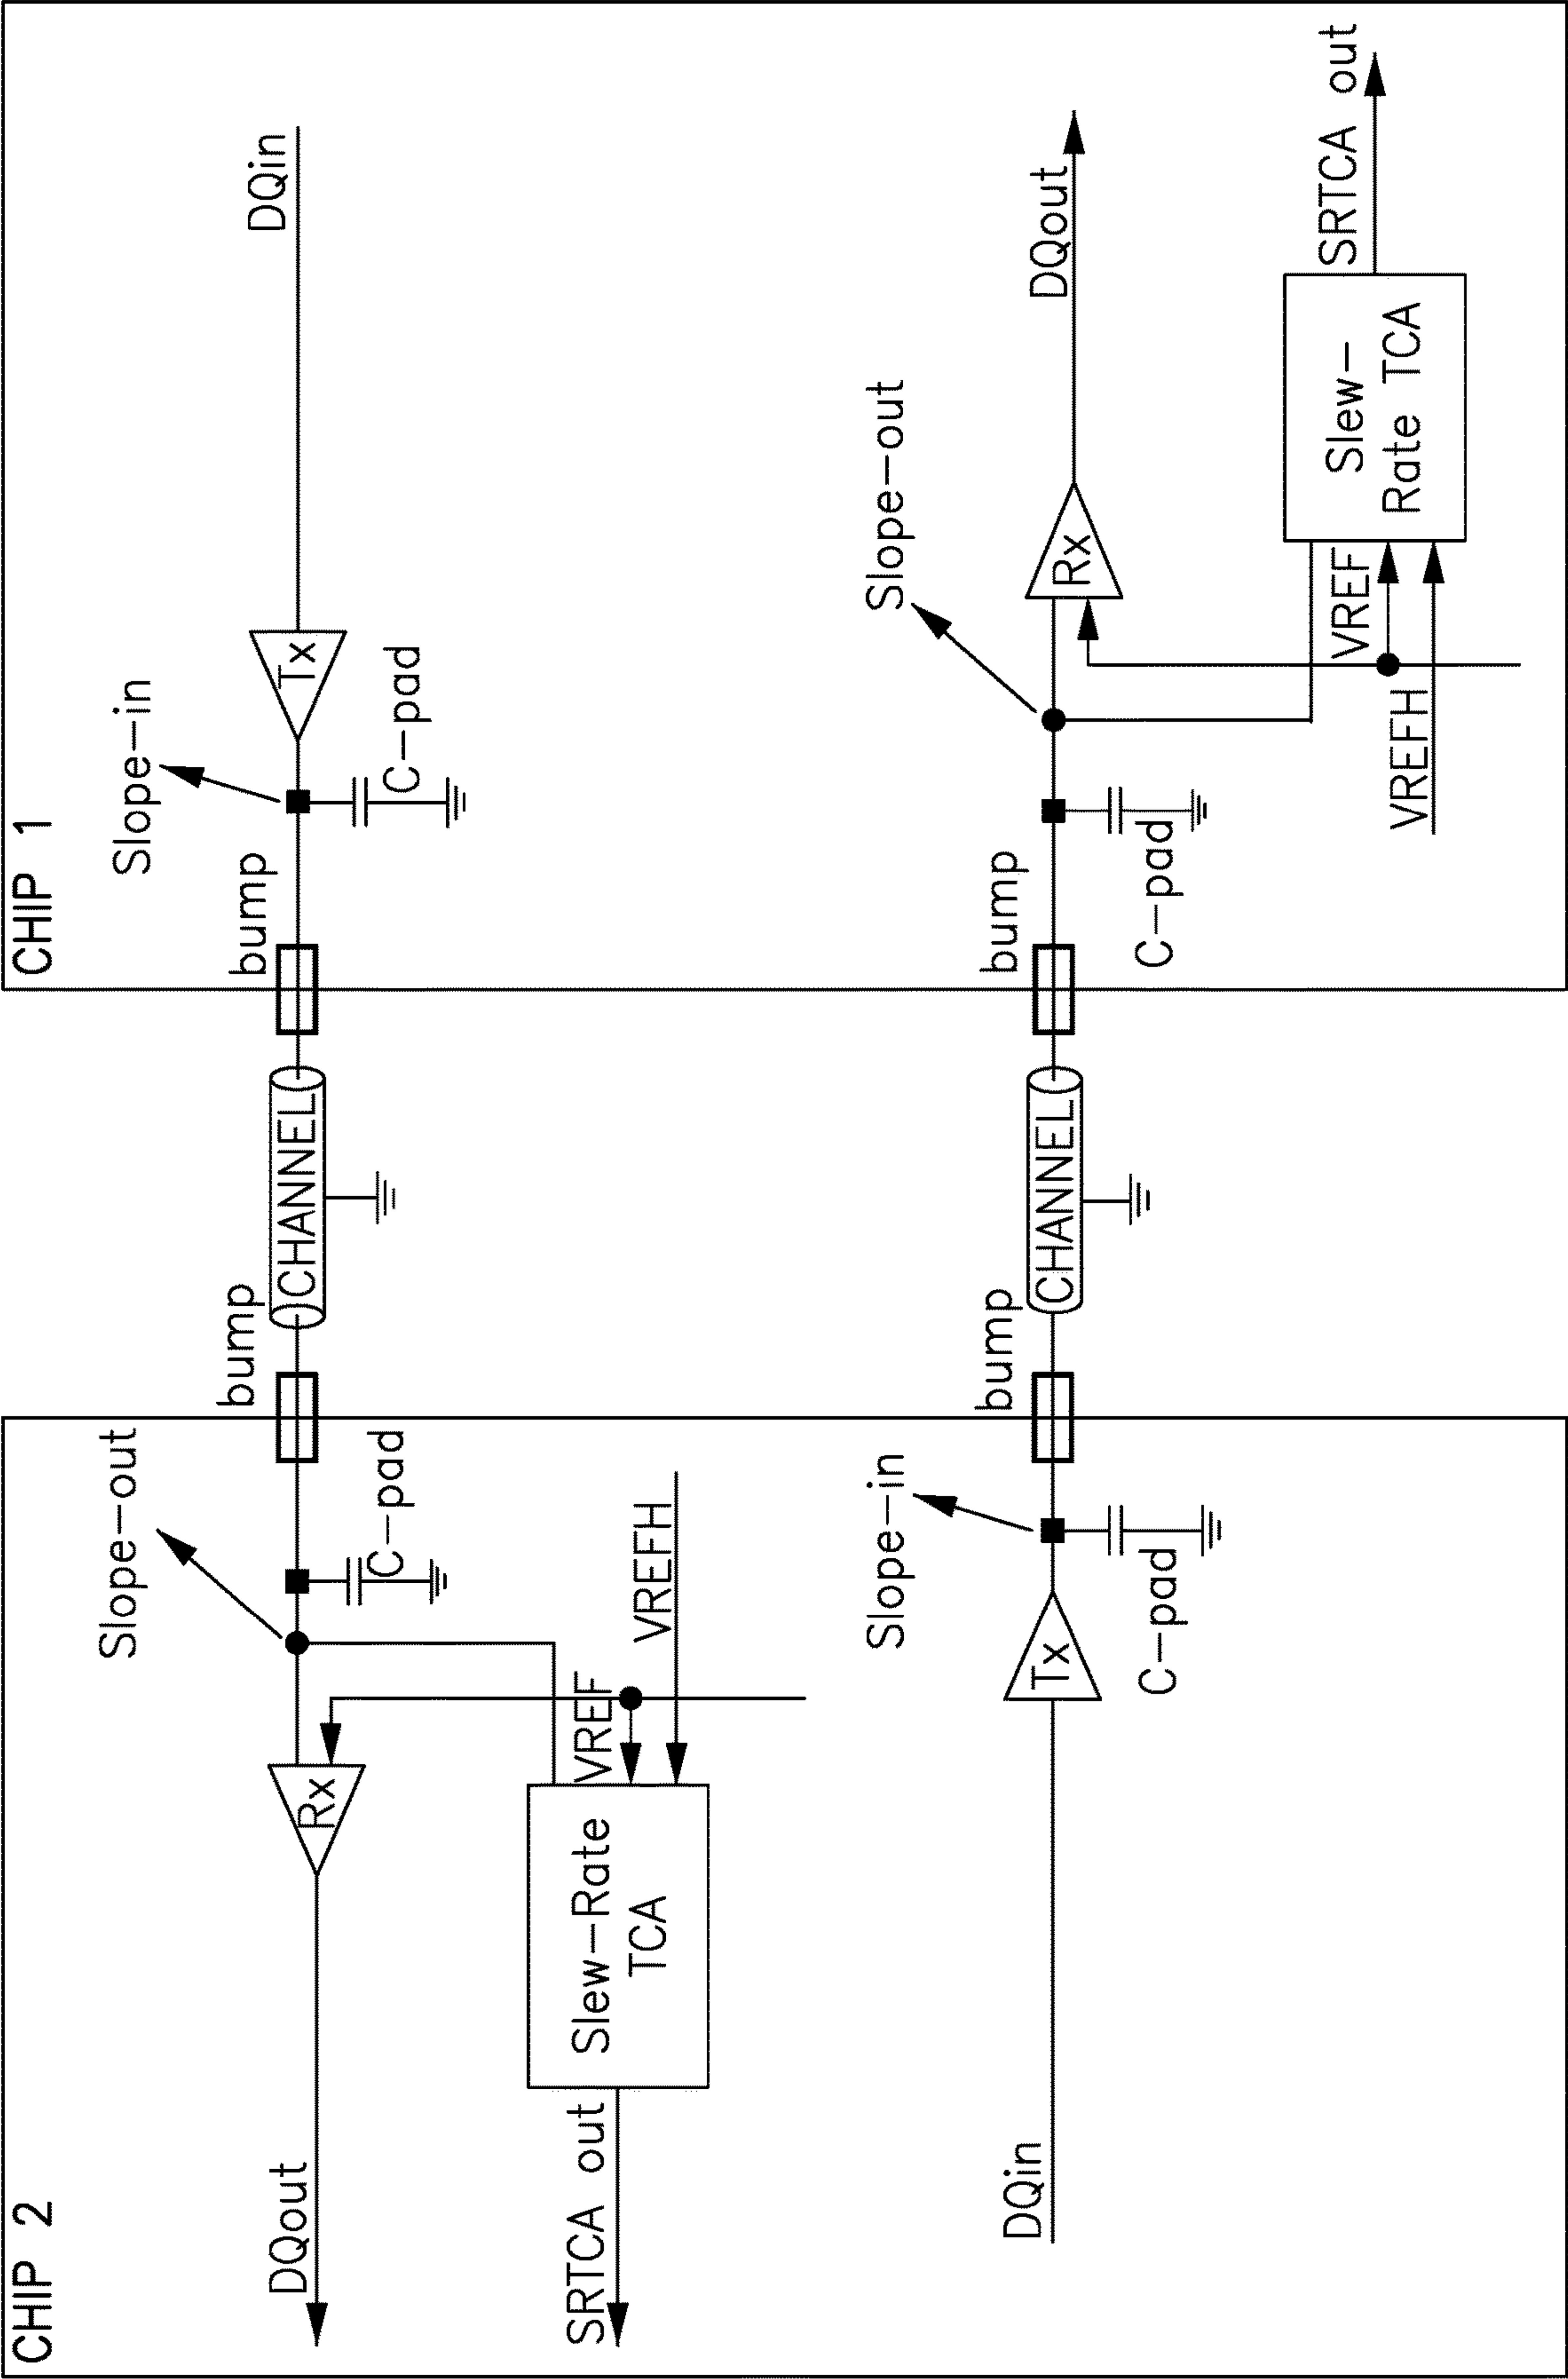 CHIP 2
CHIP 1
Slope-out
Slope-in
DQout
Rx
C-pad
bump
CHANNEL
bump
C-pad
Tx
DQin
VREF
VREFH
Slew-Rate
TCA
SRTCA out
Slope-in
Slope-out
DQin
Tx
C-pad
bump
CHANNEL
bump
C-pad
Rx
DQout
VREF
VREFH
Slew-
Rate TCA
SRTCA out